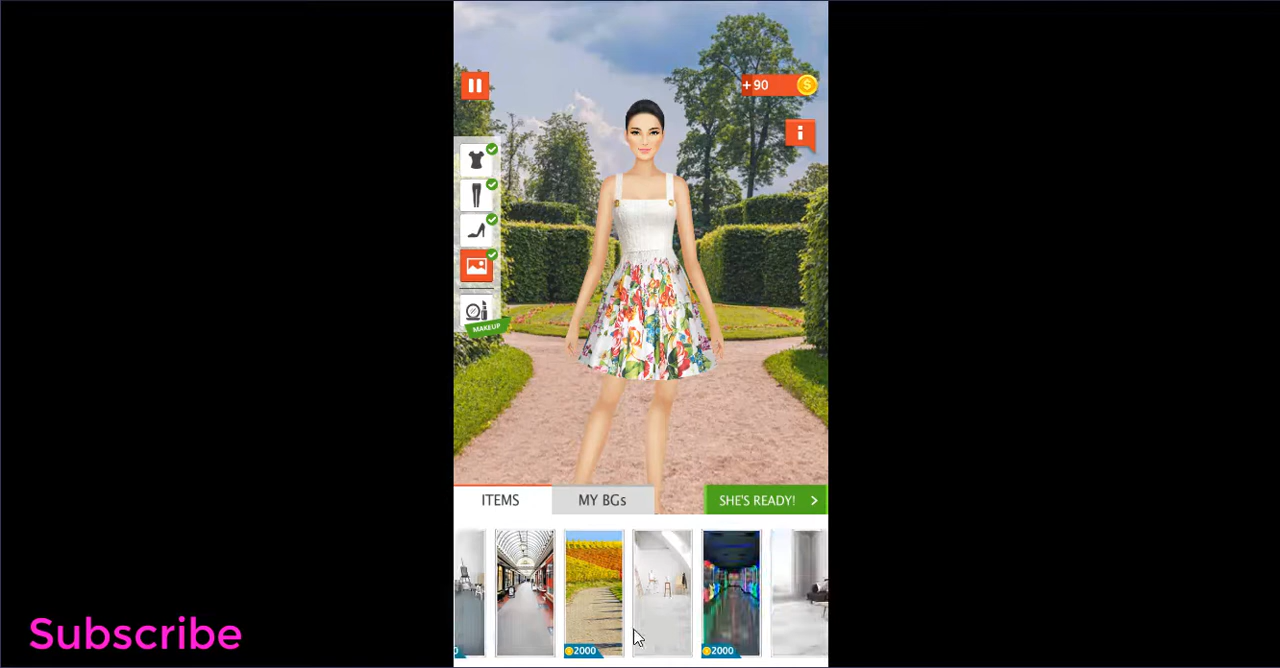 + 90
MAKEUP
ITEMS
MY BGs
SHE'S READY!
2000
2000
Subscribe